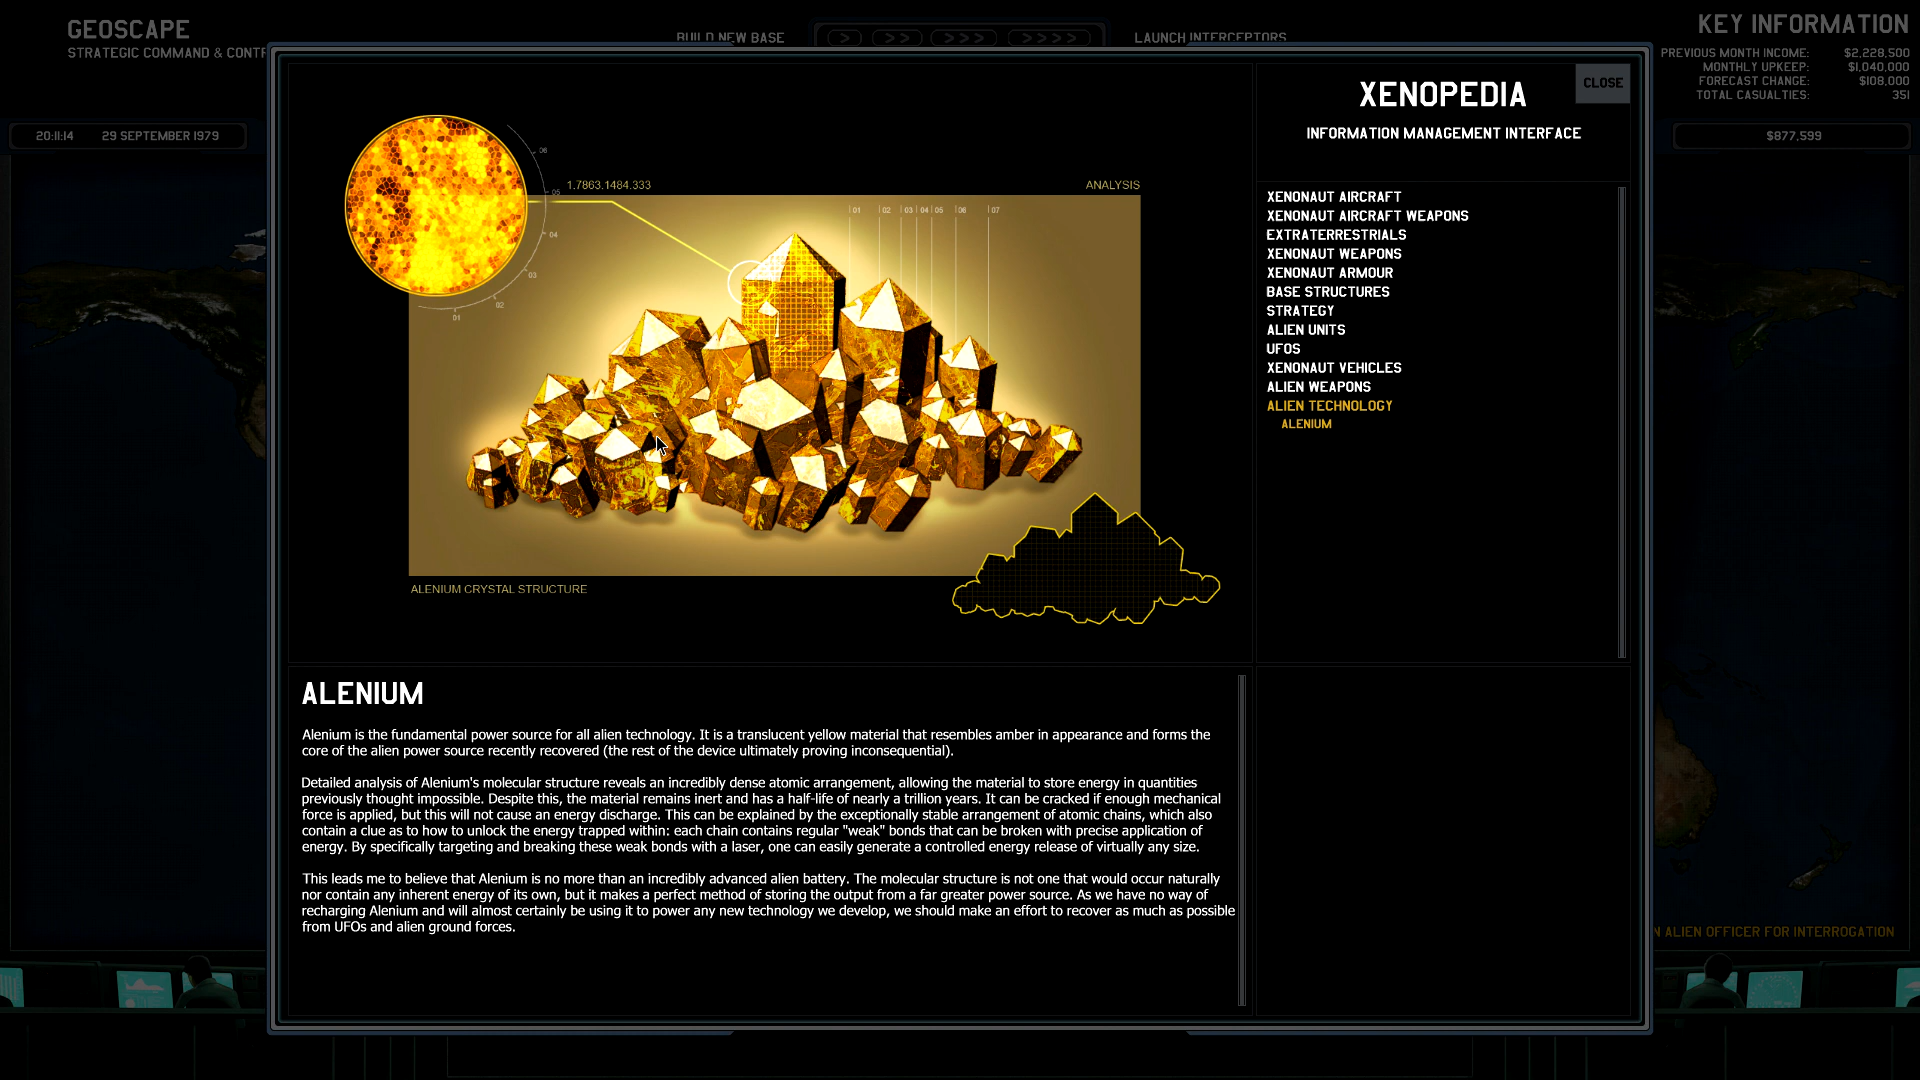 GEOSCAPE
STRATEGIC COMMAND & CONTR
BUILD NEW BASE
> >> >>> >>>>
LAUNCH INTERCEPTORS
KEY INFORMATION
PREVIOUS MONTH INCOME: $2,228,500
MONTHLY UPKEEP: $1,040,000
FORECAST CHANGE: $108,000
TOTAL CASUALTIES: 351
20:11:14 29 SEPTEMBER 1979
$877,599
CLOSE
XENOPEDIA
INFORMATION MANAGEMENT INTERFACE
XENONAUT AIRCRAFT
XENONAUT AIRCRAFT WEAPONS
EXTRATERRESTRIALS
XENONAUT WEAPONS
XENONAUT ARMOUR
BASE STRUCTURES
STRATEGY
ALIEN UNITS
UFOS
XENONAUT VEHICLES
ALIEN WEAPONS
ALIEN TECHNOLOGY
ALENIUM
1.7863.1484.333
ANALYSIS
01 02 03 04 05 06 07
06
05
04
03
02
01
ALENIUM CRYSTAL STRUCTURE
ALENIUM
Alenium is the fundamental power source for all alien technology. It is a translucent yellow material that resembles amber in appearance and forms the
core of the alien power source recently recovered (the rest of the device ultimately proving inconsequential).
Detailed analysis of Alenium's molecular structure reveals an incredibly dense atomic arrangement, allowing the material to store energy in quantities
previously thought impossible. Despite this, the material remains inert and has a half-life of nearly a trillion years. It can be cracked if enough mechanical
force is applied, but this will not cause an energy discharge. This can be explained by the exceptionally stable arrangement of atomic chains, which also
contain a clue as to how to unlock the energy trapped within: each chain contains regular "weak" bonds that can be broken with precise application of
energy. By specifically targeting and breaking these weak bonds with a laser, one can easily generate a controlled energy release of virtually any size.
This leads me to believe that Alenium is no more than an incredibly advanced alien battery. The molecular structure is not one that would occur naturally
nor contain any inherent energy of its own, but it makes a perfect method of storing the output from a far greater power source. As we have no way of
recharging Alenium and will almost certainly be using it to power any new technology we develop, we should make an effort to recover as much as possible
from UFOs and alien ground forces.
N ALIEN OFFICER FOR INTERROGATION